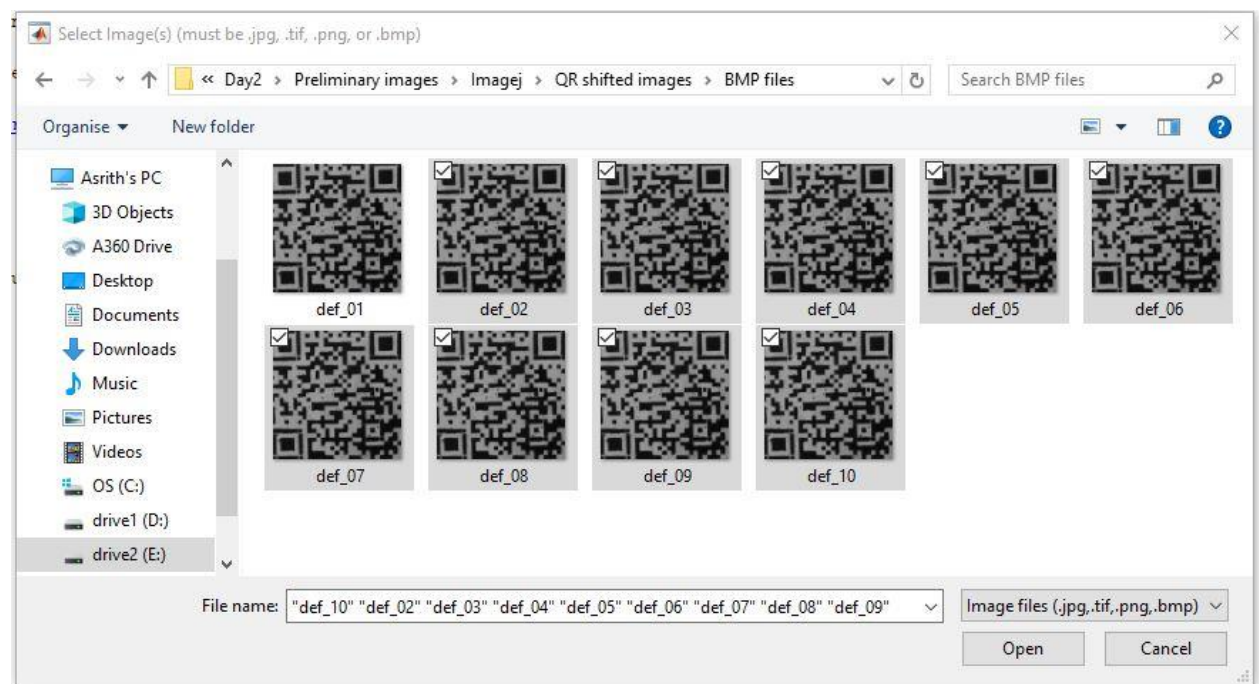 Select Image(s) (must be .jpg, .tif, .png, or .bmp)
« Day2 > Preliminary images > Imagej > QR shifted images > BMP files
Search BMP files
Organise
New folder
Asrith's PC
3D Objects
A360 Drive
Desktop
Documents
Downloads
Music
Pictures
Videos
OS (C:)
drive1 (D:)
drive2 (E:)
def_01 def_02 def_03 def_04 def_05 def_06
def_07 def_08 def_09 def_10
File name: "def_10" "def_02" "def_03" "def_04" "def_05" "def_06" "def_07" "def_08" "def_09"
Image files (.jpg,.tif,.png,.bmp)
Open Cancel